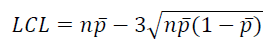 LCL = np̄ − 3√(np̄(1 − p̄))